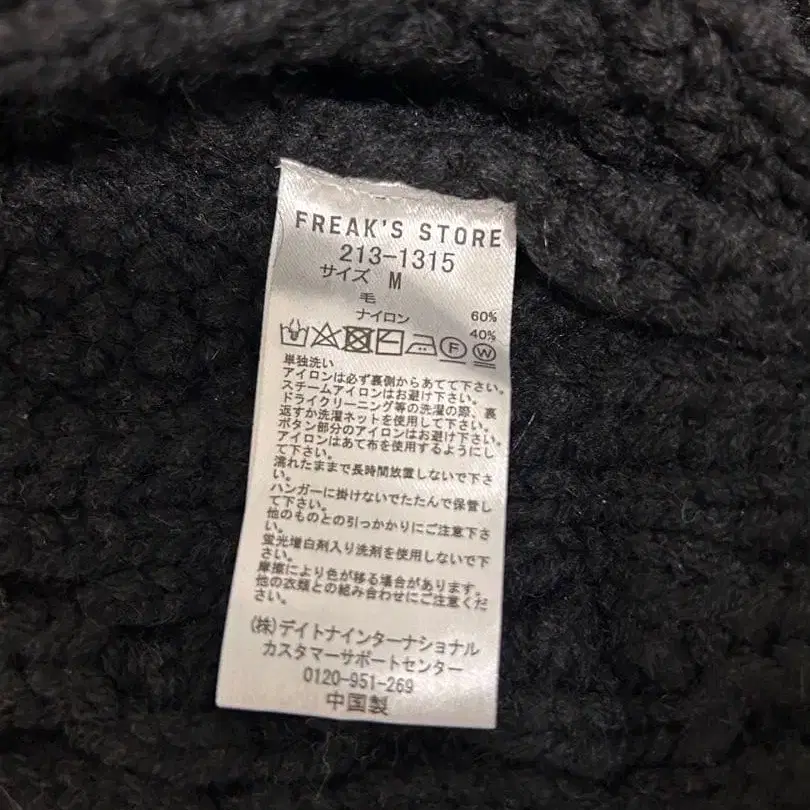 FREAK'S STORE
213-1315
サイズ M
毛 60%
ナイロン 40%
F W
単独洗い
アイロンは必ず裏側からあてて下さい。
スチームアイロンはお避け下さい。
ドライクリーニング等の洗濯の際、裏
返すか洗濯ネットを使用して下さい。
ボタン部分のアイロンはお避け下さい。
アイロンはあて布を使用するようにし
て下さい。
濡れたままで長時間放置しないで下さ
い。
ハンガーに掛けないでたたんで保管し
て下さい。
他のものとの引っかかりにご注意下さ
い。
蛍光増白剤入り洗剤を使用しないで下
さい。
摩擦により色が移る場合があります。
他の衣類との組み合わせにご注意くだ
さい。
(株)デイトナインターナショナル
カスタマーサポートセンター
0120-951-269
中国製